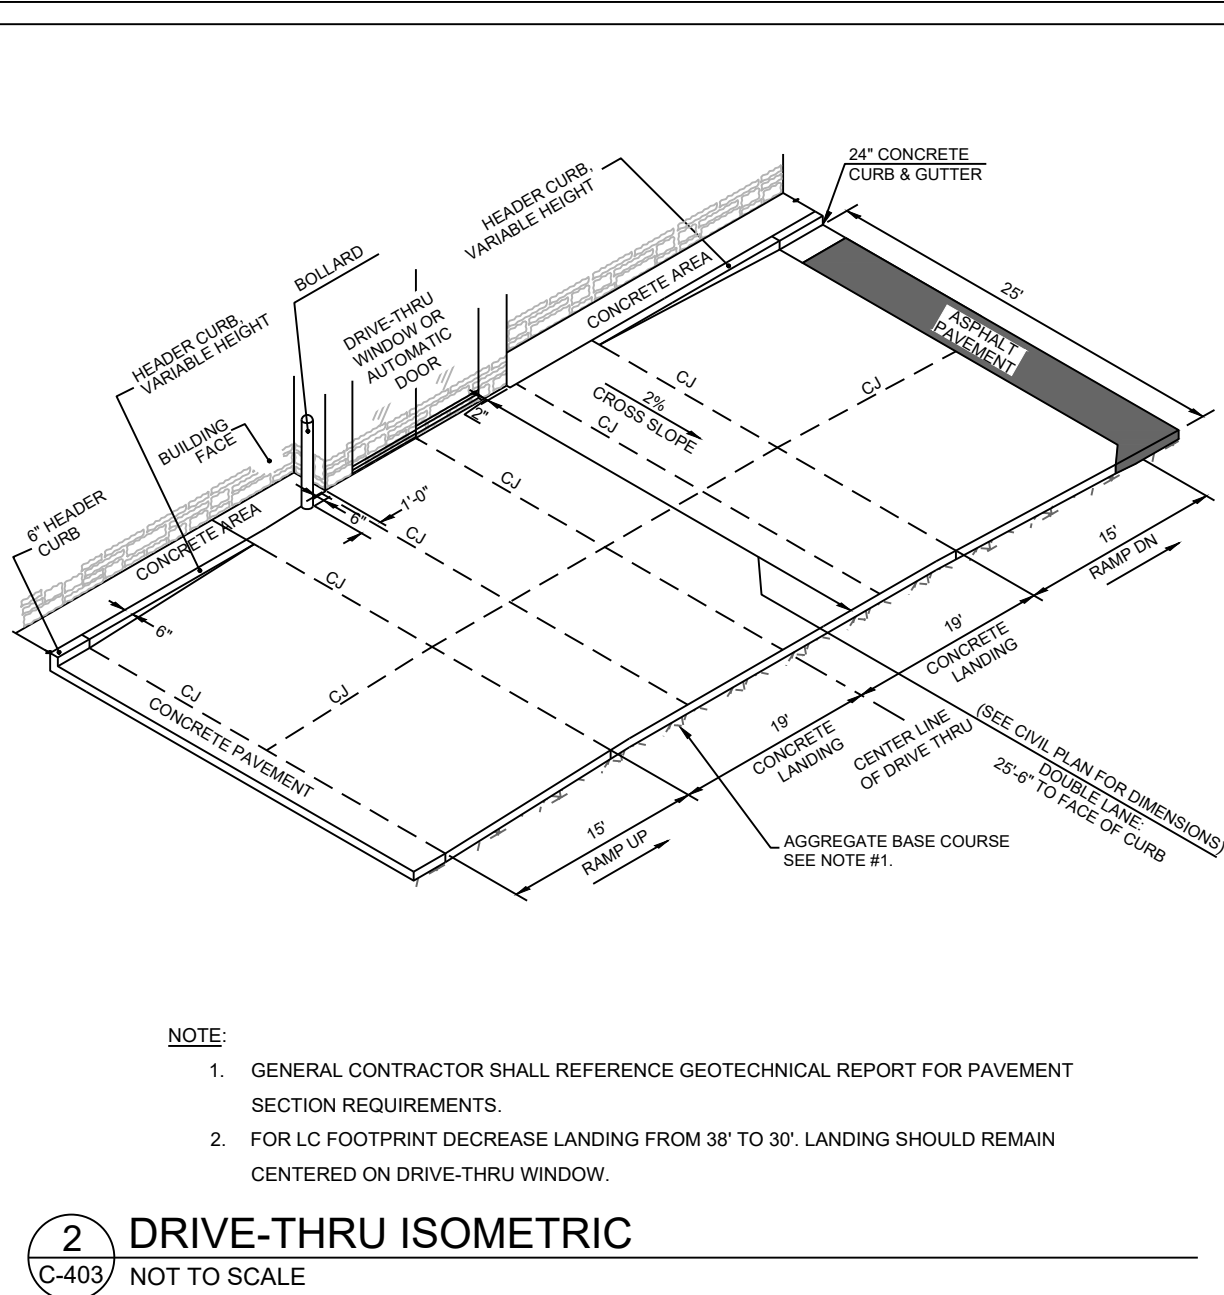 24" CONCRETE
CURB & GUTTER
HEADER CURB,
VARIABLE HEIGHT
BOLLARD
25'
CONCRETE AREA
DRIVE-THRU
WINDOW OR
AUTOMATIC
DOOR
HEADER CURB,
VARIABLE HEIGHT
ASPHALT
PAVEMENT
CJ
CJ
2%
CROSS SLOPE
CJ
2"
BUILDING
FACE
CJ
1'-0"
6"
CJ
6" HEADER
CURB
CONCRETE AREA
CJ
15'
RAMP DN
6"
19'
CONCRETE
LANDING
CJ
CJ
CONCRETE PAVEMENT
19'
CONCRETE
LANDING
CENTER LINE
OF DRIVE THRU
(SEE CIVIL PLAN FOR DIMENSIONS)
DOUBLE LANE:
25'-6" TO FACE OF CURB
15'
RAMP UP
AGGREGATE BASE COURSE
SEE NOTE #1.
NOTE:
1. GENERAL CONTRACTOR SHALL REFERENCE GEOTECHNICAL REPORT FOR PAVEMENT
SECTION REQUIREMENTS.
2. FOR LC FOOTPRINT DECREASE LANDING FROM 38' TO 30'. LANDING SHOULD REMAIN
CENTERED ON DRIVE-THRU WINDOW.
2
C-403
DRIVE-THRU ISOMETRIC
NOT TO SCALE